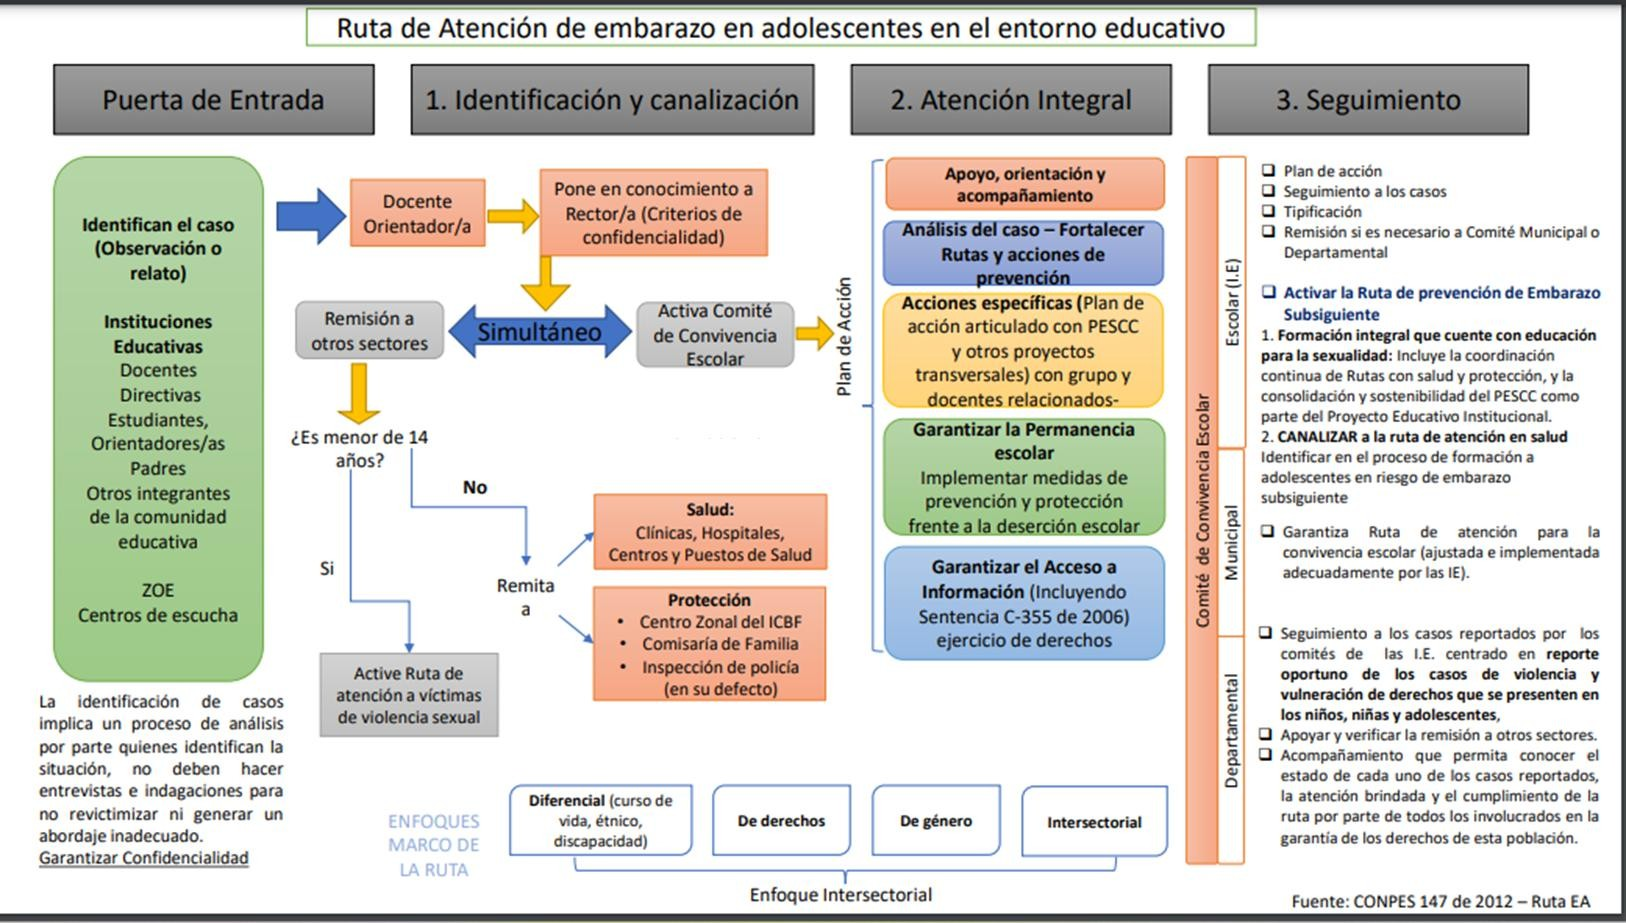 Ruta de Atención de embarazo en adolescentes en el entorno educativo
Puerta de Entrada
1. Identificación y canalización
2. Atención Integral
3. Seguimiento
Identifican el caso
(Observación o
relato)
Instituciones
Educativas
Docentes
Directivas
Estudiantes,
Orientadores/as
Padres
Otros integrantes
de la comunidad
educativa
ZOE
Centros de escucha
La identificación de casos
implica un proceso de análisis
por parte quienes identifican la
situación, no deben hacer
entrevistas e indagaciones para
no revictimizar ni generar un
abordaje inadecuado.
Garantizar Confidencialidad
Docente
Orientador/a
Pone en conocimiento a
Rector/a (Criterios de
confidencialidad)
Remisión a
otros sectores
Simultáneo
Activa Comité
de Convivencia
Escolar
¿Es menor de 14
años?
No
Si
Remita
a
Salud:
Clínicas, Hospitales,
Centros y Puestos de Salud
Protección
• Centro Zonal del ICBF
• Comisaría de Familia
• Inspección de policía
(en su defecto)
Active Ruta de
atención a víctimas
de violencia sexual
Plan de Acción
Apoyo, orientación y
acompañamiento
Análisis del caso – Fortalecer
Rutas y acciones de
prevención
Acciones específicas (Plan de
acción articulado con PESCC
y otros proyectos
transversales) con grupo y
docentes relacionados-
Garantizar la Permanencia
escolar
Implementar medidas de
prevención y protección
frente a la deserción escolar
Garantizar el Acceso a
Información (Incluyendo
Sentencia C-355 de 2006)
ejercicio de derechos
Comité de Convivencia Escolar
Escolar (I.E)
Municipal
Departamental
❑ Plan de acción
❑ Seguimiento a los casos
❑ Tipificación
❑ Remisión si es necesario a Comité Municipal o
Departamental
❑ Activar la Ruta de prevención de Embarazo
Subsiguiente
1. Formación integral que cuente con educación
para la sexualidad: Incluye la coordinación
continua de Rutas con salud y protección, y la
consolidación y sostenibilidad del PESCC como
parte del Proyecto Educativo Institucional.
2. CANALIZAR a la ruta de atención en salud
Identificar en el proceso de formación a
adolescentes en riesgo de embarazo
subsiguiente
❑ Garantiza Ruta de atención para la
convivencia escolar (ajustada e implementada
adecuadamente por las IE).
❑ Seguimiento a los casos reportados por los
comités de las I.E. centrado en reporte
oportuno de los casos de violencia y
vulneración de derechos que se presenten en
los niños, niñas y adolescentes,
❑ Apoyar y verificar la remisión a otros sectores.
❑ Acompañamiento que permita conocer el
estado de cada uno de los casos reportados,
la atención brindada y el cumplimiento de la
ruta por parte de todos los involucrados en la
garantía de los derechos de esta población.
ENFOQUES
MARCO DE
LA RUTA
Diferencial (curso de
vida, étnico,
discapacidad)
De derechos
De género
Intersectorial
Enfoque Intersectorial
Fuente: CONPES 147 de 2012 – Ruta EA